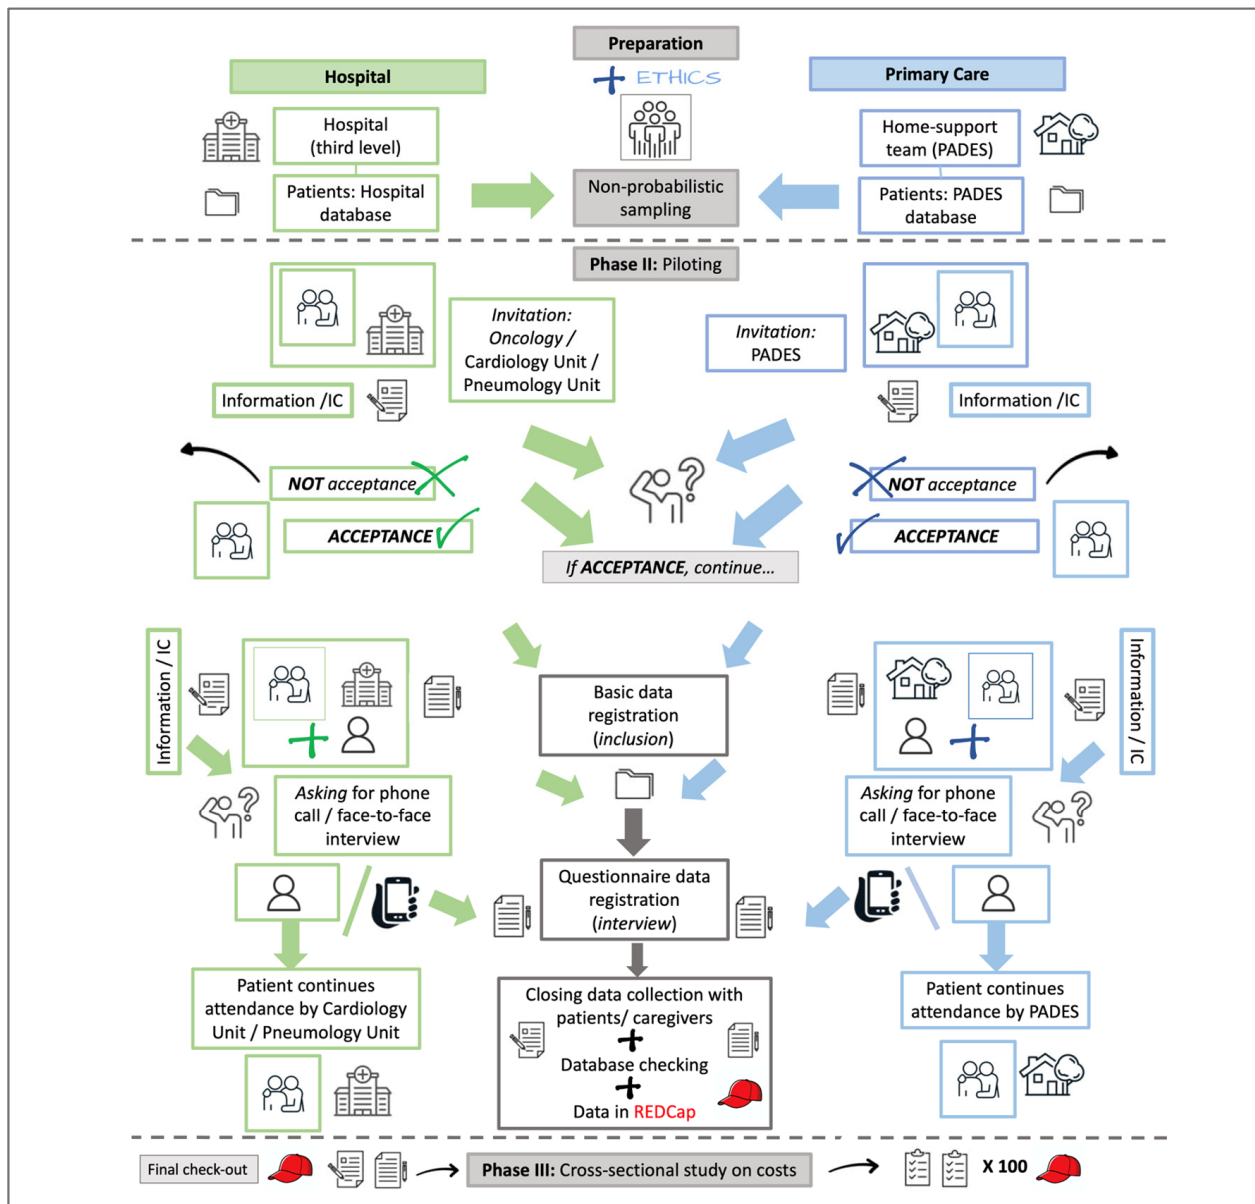 Preparation
ETHICS
Hospital
Primary Care
Hospital
(third level)
Home-support
team (PADES)
Patients: Hospital
database
Non-probabilistic
sampling
Patients: PADES
database
Phase II: Piloting
Invitation:
Oncology /
Cardiology Unit /
Pneumology Unit
Invitation:
PADES
Information /IC
Information /IC
NOT acceptance
ACCEPTANCE
NOT acceptance
ACCEPTANCE
If ACCEPTANCE, continue...
Information / IC
Basic data
registration
(inclusion)
Information / IC
Asking for phone
call / face-to-face
interview
Asking for phone
call / face-to-face
interview
Questionnaire data
registration
(interview)
Patient continues
attendance by Cardiology
Unit / Pneumology Unit
Closing data collection with
patients/ caregivers
Database checking
Data in REDCap
Patient continues
attendance by PADES
Final check-out
Phase III: Cross-sectional study on costs
X 100